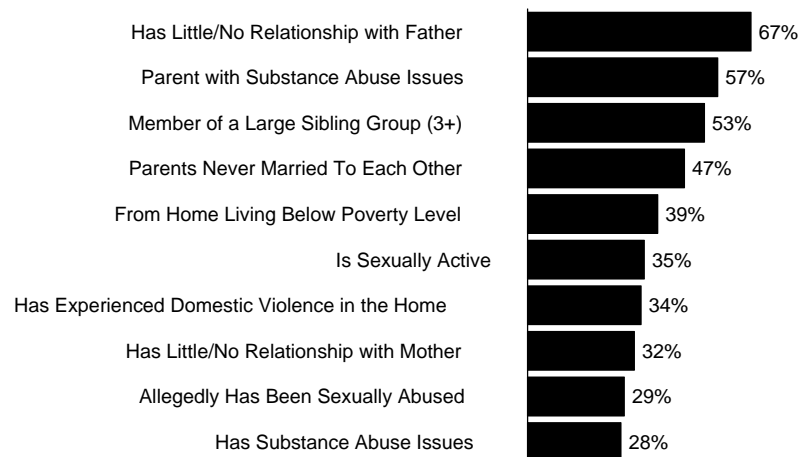 Has Little/No Relationship with Father 67%
Parent with Substance Abuse Issues 57%
Member of a Large Sibling Group (3+) 53%
Parents Never Married To Each Other 47%
From Home Living Below Poverty Level 39%
Is Sexually Active 35%
Has Experienced Domestic Violence in the Home 34%
Has Little/No Relationship with Mother 32%
Allegedly Has Been Sexually Abused 29%
Has Substance Abuse Issues 28%